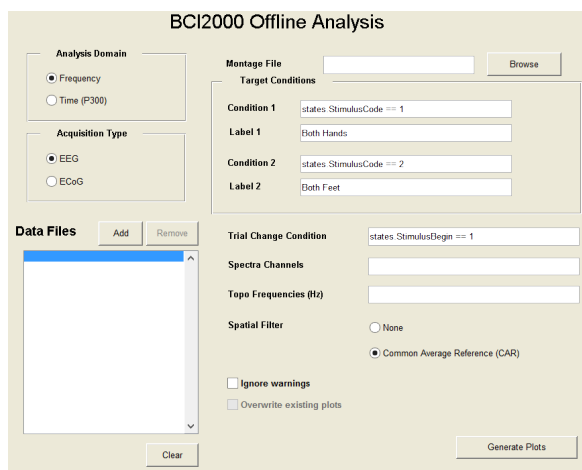 BCI2000 Offline Analysis
Analysis Domain
Frequency
Time (P300)
Acquisition Type
EEG
ECoG
Montage File
Browse
Target Conditions
Condition 1
states StimulusCode == 1
Label 1
Both Hands
Condition 2
states StimulusCode == 2
Label 2
Both Feet
Data Files
Add
Remove
Clear
Trial Change Condition
states StimulusBegin == 1
Spectra Channels
Topo Frequencies (Hz)
Spatial Filter
None
Common Average Reference (CAR)
Ignore warnings
Overwrite existing plots
Generate Plots